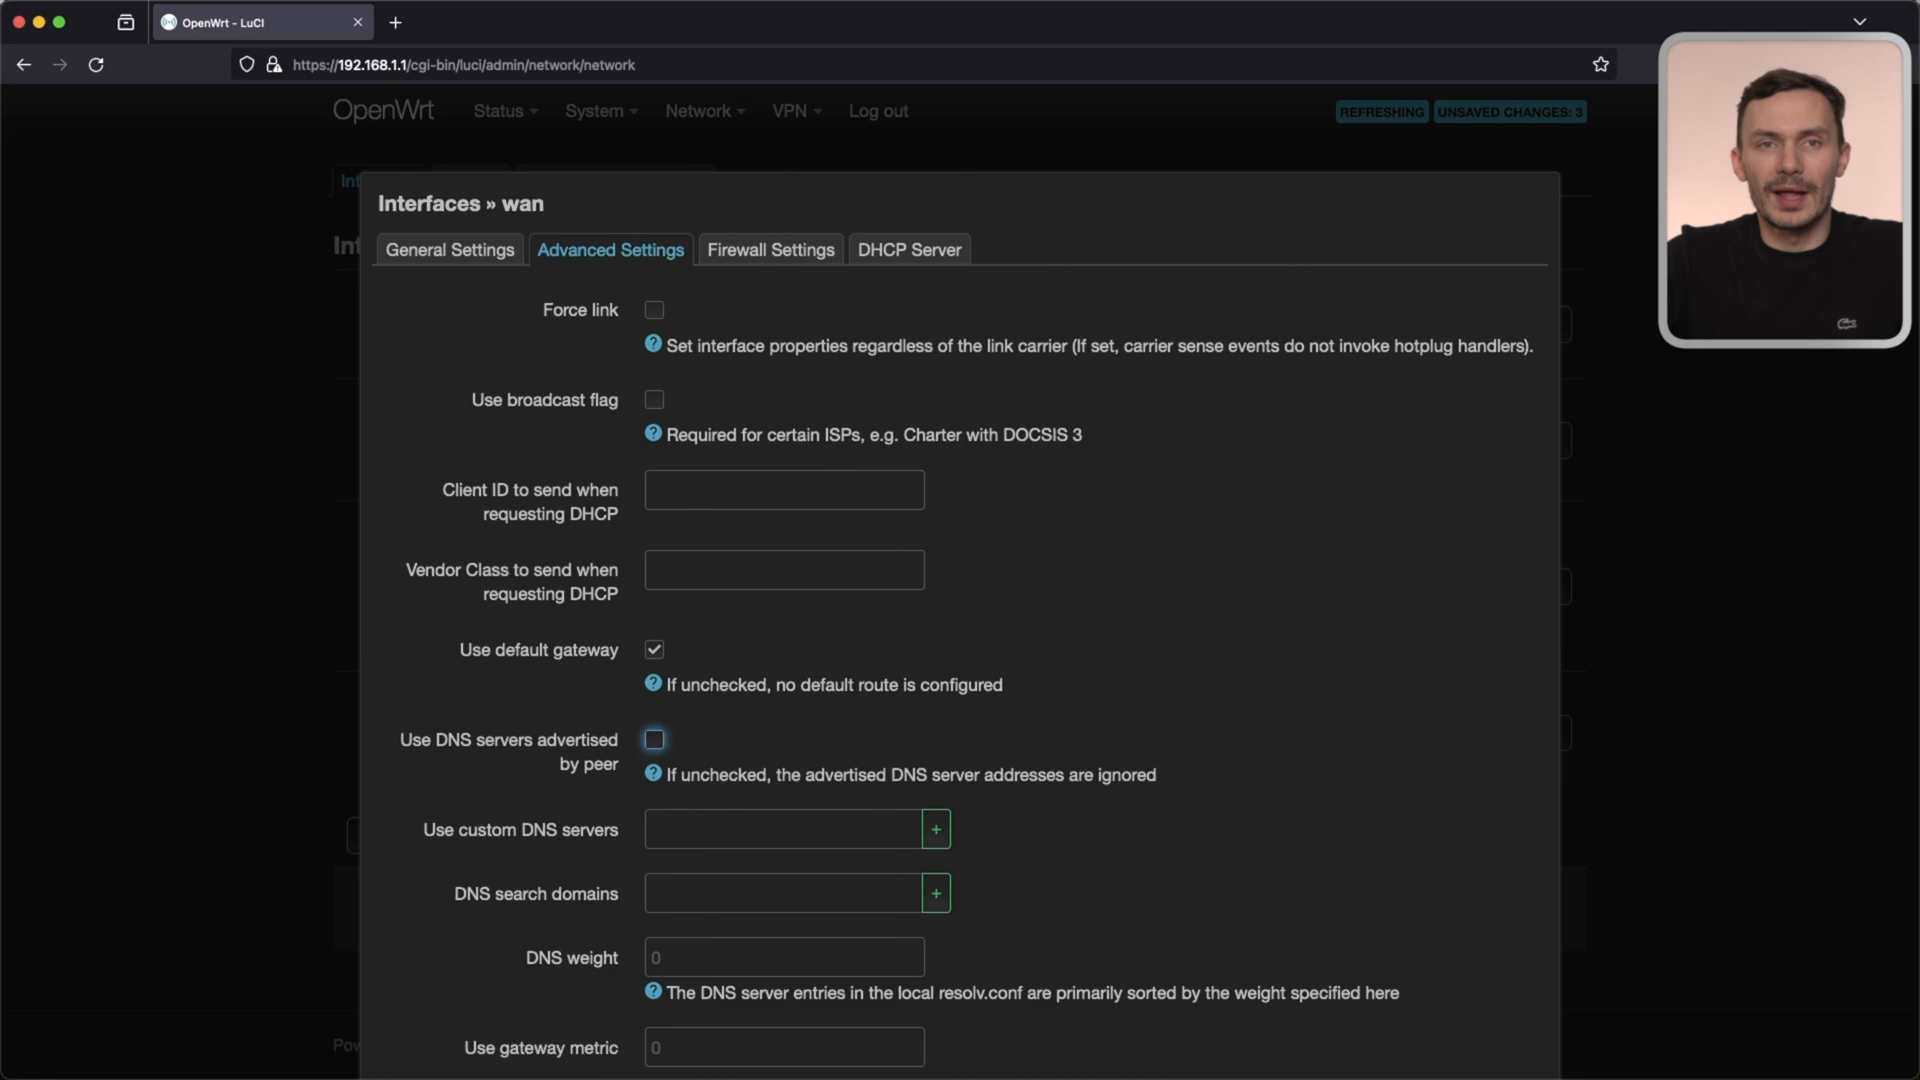 OpenWrt - LuCI
https://192.168.1.1/cgi-bin/luci/admin/network/network
OpenWrt Status System Network VPN Log out REFRESHING UNSAVED CHANGES: 3
Interfaces » wan
General Settings Advanced Settings Firewall Settings DHCP Server
Force link
Set interface properties regardless of the link carrier (If set, carrier sense events do not invoke hotplug handlers).
Use broadcast flag
Required for certain ISPs, e.g. Charter with DOCSIS 3
Client ID to send when
requesting DHCP
Vendor Class to send when
requesting DHCP
Use default gateway
If unchecked, no default route is configured
Use DNS servers advertised
by peer
If unchecked, the advertised DNS server addresses are ignored
Use custom DNS servers +
DNS search domains +
DNS weight 0
The DNS server entries in the local resolv.conf are primarily sorted by the weight specified here
Use gateway metric 0